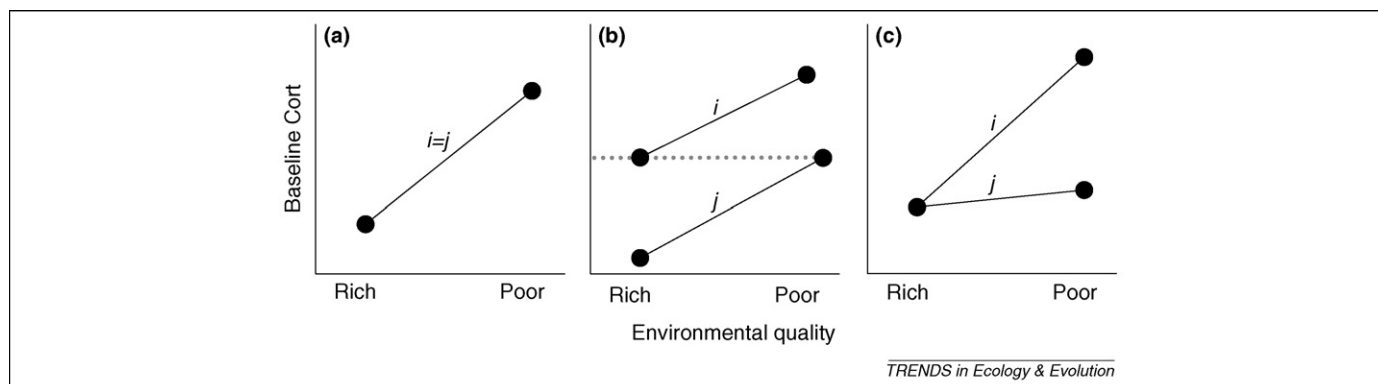 (a)
(b)
(c)
Baseline Cort
i=j
i
j
i
j
Rich
Poor
Rich
Poor
Rich
Poor
Environmental quality
TRENDS in Ecology & Evolution